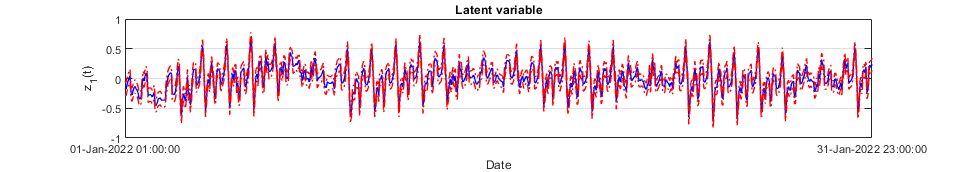 Latent variable
1
0.5
0
-0.5
-1
z1(t)
01-Jan-2022 01:00:00
31-Jan-2022 23:00:00
Date